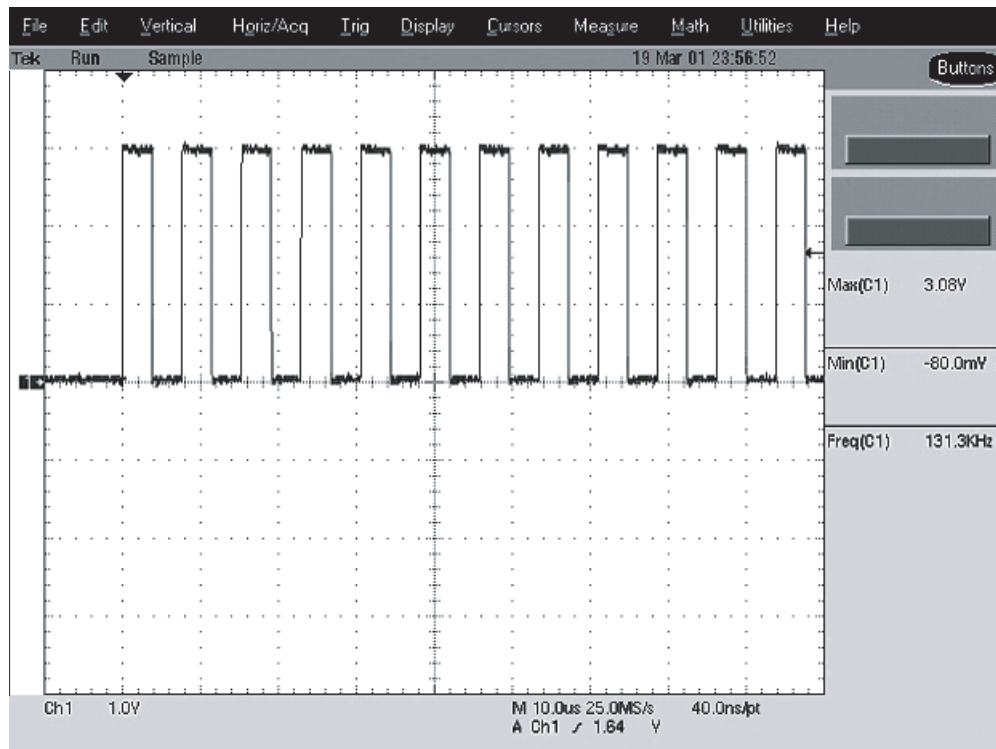 File Edit Vertical Horiz/Acq Trig Display Cursors Measure Math Utilities Help
Tek Run Sample 19 Mar 01 23:56:52
Buttons
Max(C1) 3.08V
Min(C1) -80.0mV
Freq(C1) 131.3KHz
Ch1 1.0V M 10.0us 25.0MS/s 40.0ns/pt
A Ch1 / 1.64 V